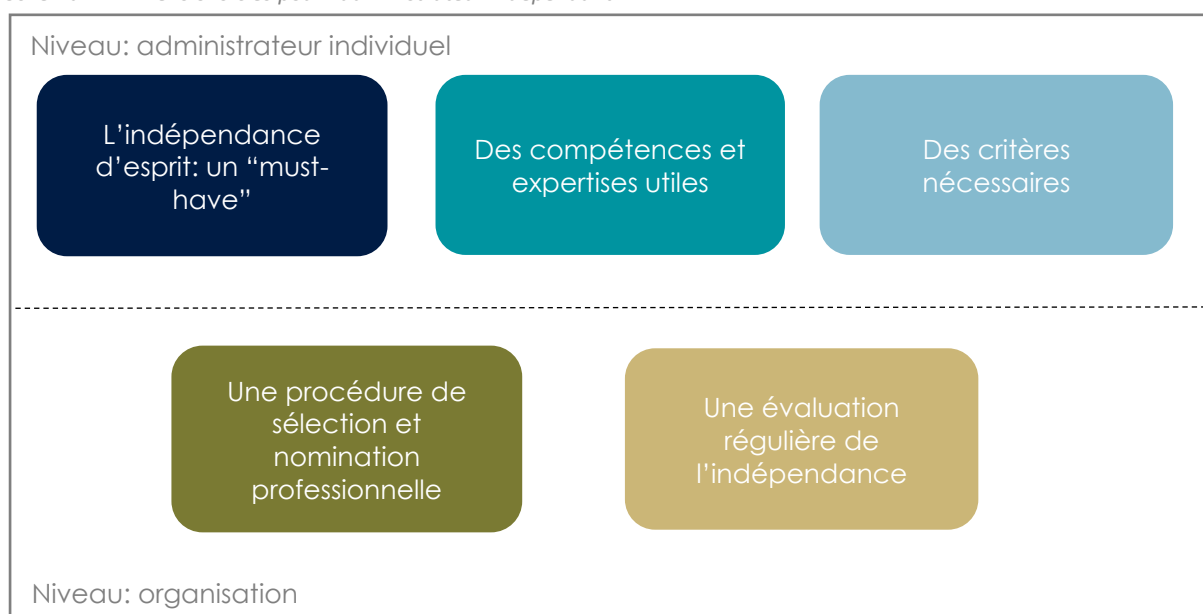 Niveau: administrateur individuel
L’indépendance
d’esprit: un “must-
have”
Des compétences et
expertises utiles
Des critères
nécessaires
Une procédure de
sélection et
nomination
professionnelle
Une évaluation
régulière de
l’indépendance
Niveau: organisation